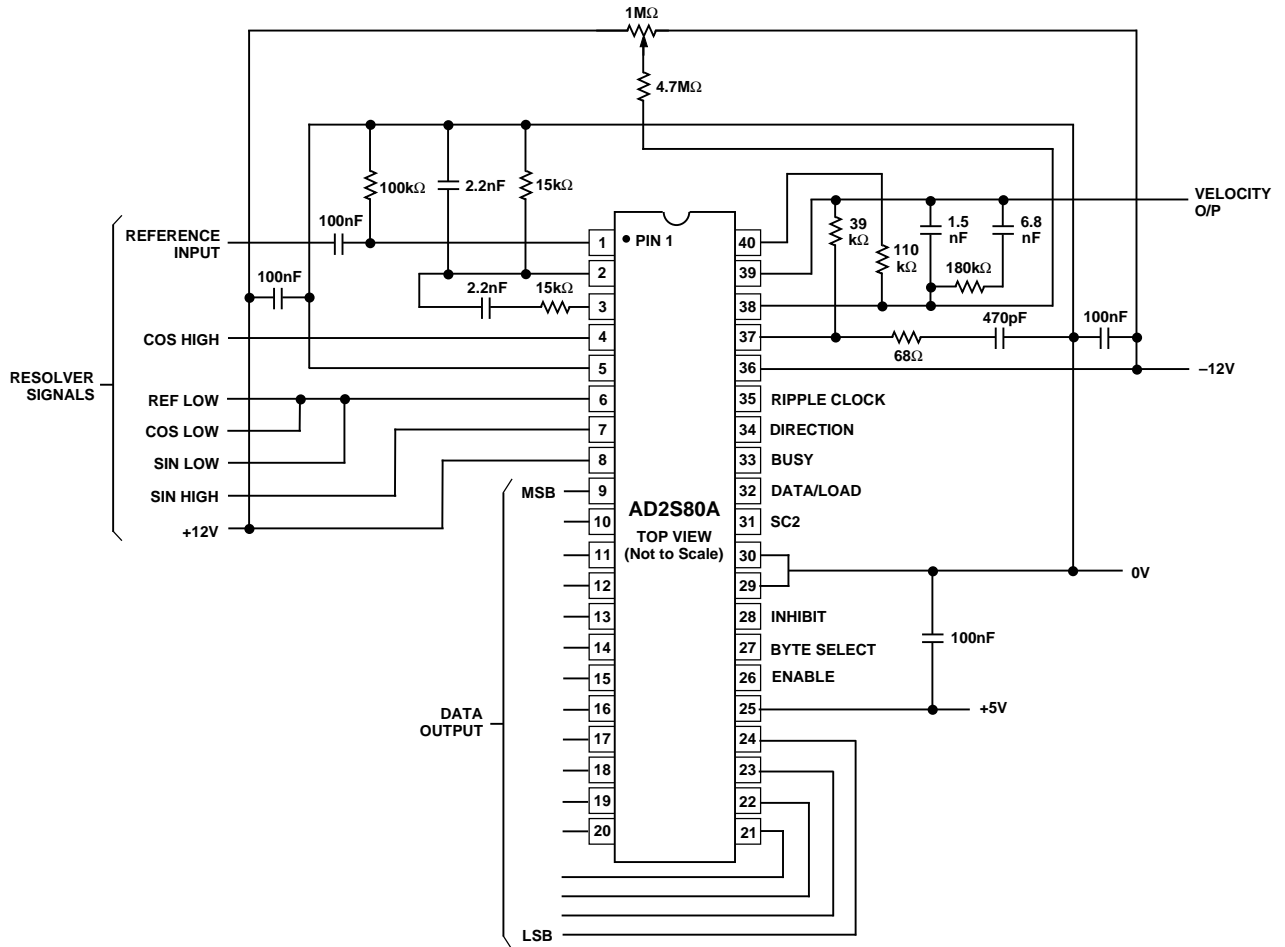 1MΩ
4.7MΩ
100kΩ
2.2nF
15kΩ
100nF
REFERENCE
INPUT
100nF
2.2nF
15kΩ
COS HIGH
RESOLVER
SIGNALS
REF LOW
COS LOW
SIN LOW
SIN HIGH
+12V
VELOCITY
O/P
39
kΩ
110
kΩ
1.5
nF
6.8
nF
180kΩ
470pF
100nF
68Ω
–12V
PIN 1
AD2S80A
TOP VIEW
(Not to Scale)
1
2
3
4
5
6
7
8
9
10
11
12
13
14
15
16
17
18
19
20
40
39
38
37
36
35 RIPPLE CLOCK
34 DIRECTION
33 BUSY
32 DATA/LOAD
31 SC2
30
29
28 INHIBIT
27 BYTE SELECT
26 ENABLE
25
24
23
22
21
0V
100nF
+5V
MSB
DATA
OUTPUT
LSB